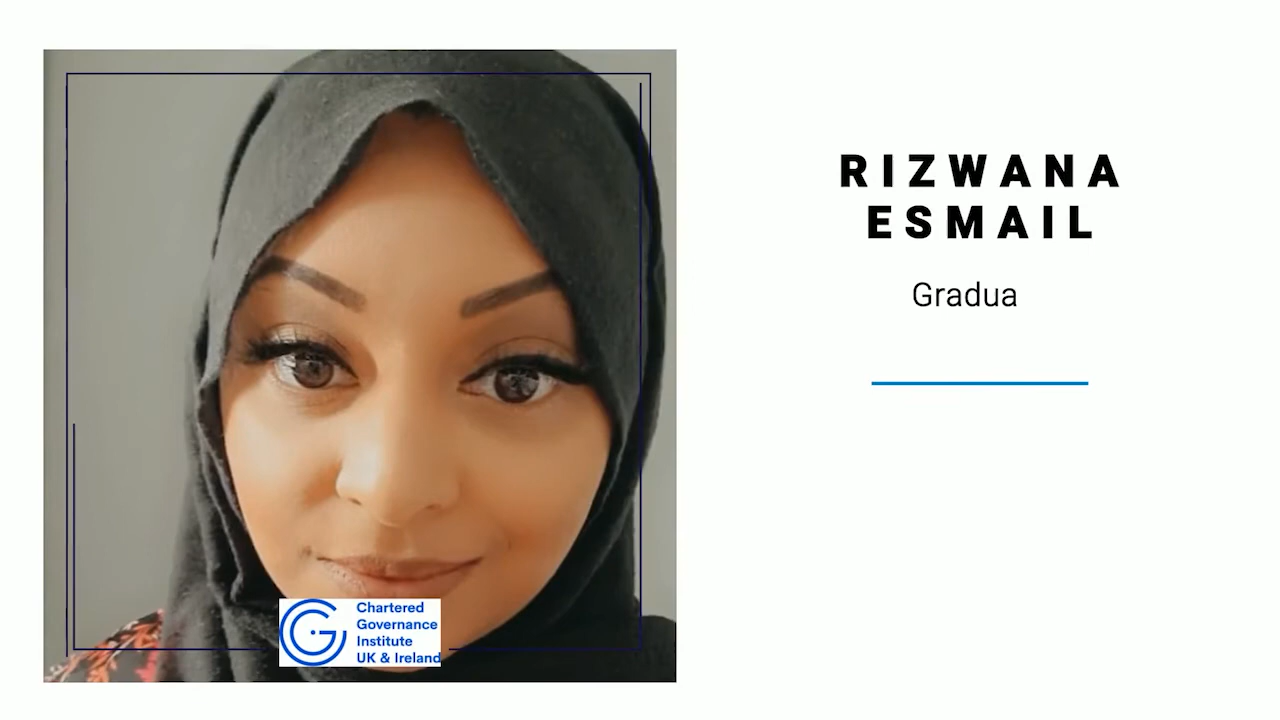 RIZWANA
ESMAIL
Gradua
Chartered
Governance
Institute
UK & Ireland